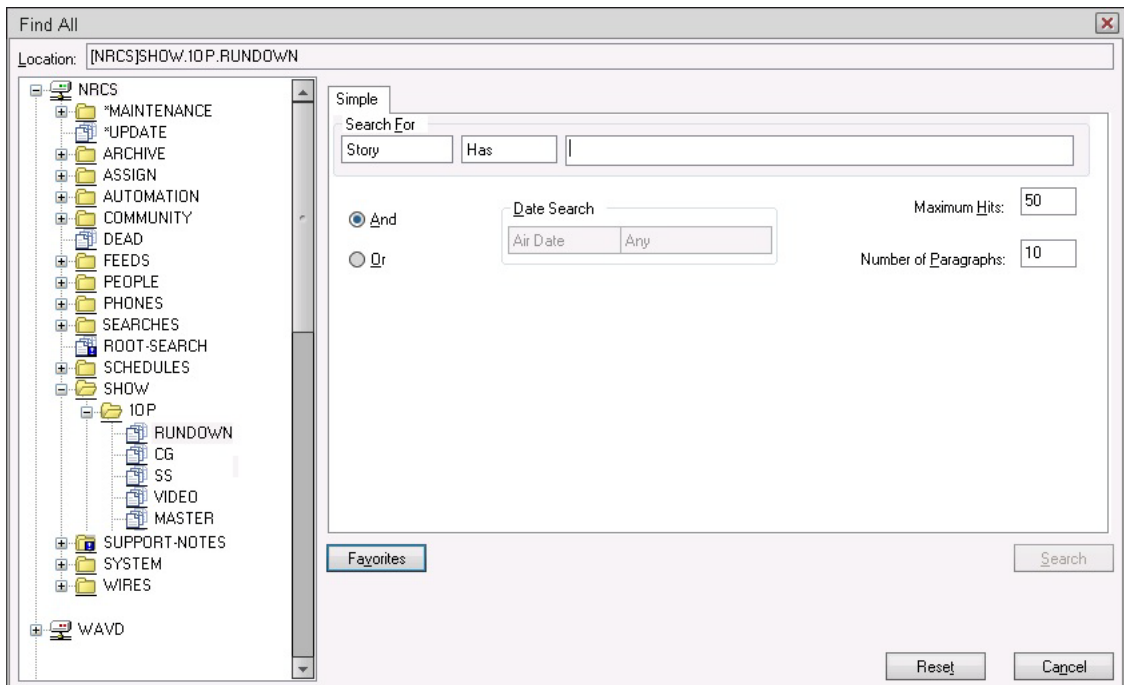 Find All
Location: [NRCS]SHOW.10P.RUNDOWN
NRCS
*MAINTENANCE
*UPDATE
ARCHIVE
ASSIGN
AUTOMATION
COMMUNITY
DEAD
FEEDS
PEOPLE
PHONES
SEARCHES
ROOT-SEARCH
SCHEDULES
SHOW
10P
RUNDOWN
CG
SS
VIDEO
MASTER
SUPPORT-NOTES
SYSTEM
WIRES
WAVD
Simple
Search For
Story Has
And
Or
Date Search
Air Date Any
Maximum Hits: 50
Number of Paragraphs: 10
Favorites
Search
Reset
Cancel